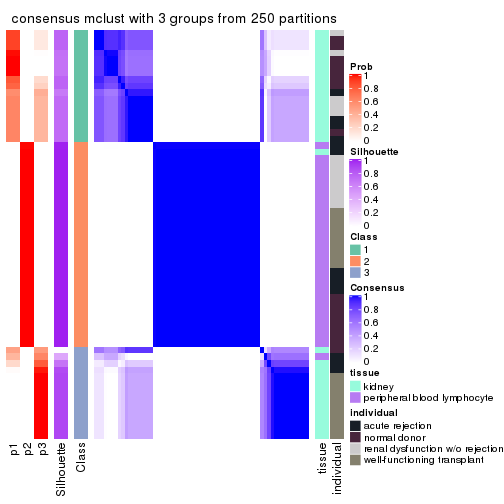 consensus mclust with 3 groups from 250 partitions
Prob
1
0.8
0.6
0.4
0.2
0
Silhouette
1
0.8
0.6
0.4
0.2
0
Class
1
2
3
Consensus
1
0.8
0.6
0.4
0.2
0
tissue
kidney
peripheral blood lymphocyte
individual
acute rejection
normal donor
renal dysfunction w/o rejection
well-functioning transplant
p1
p2
p3
Silhouette
Class
tissue
individual